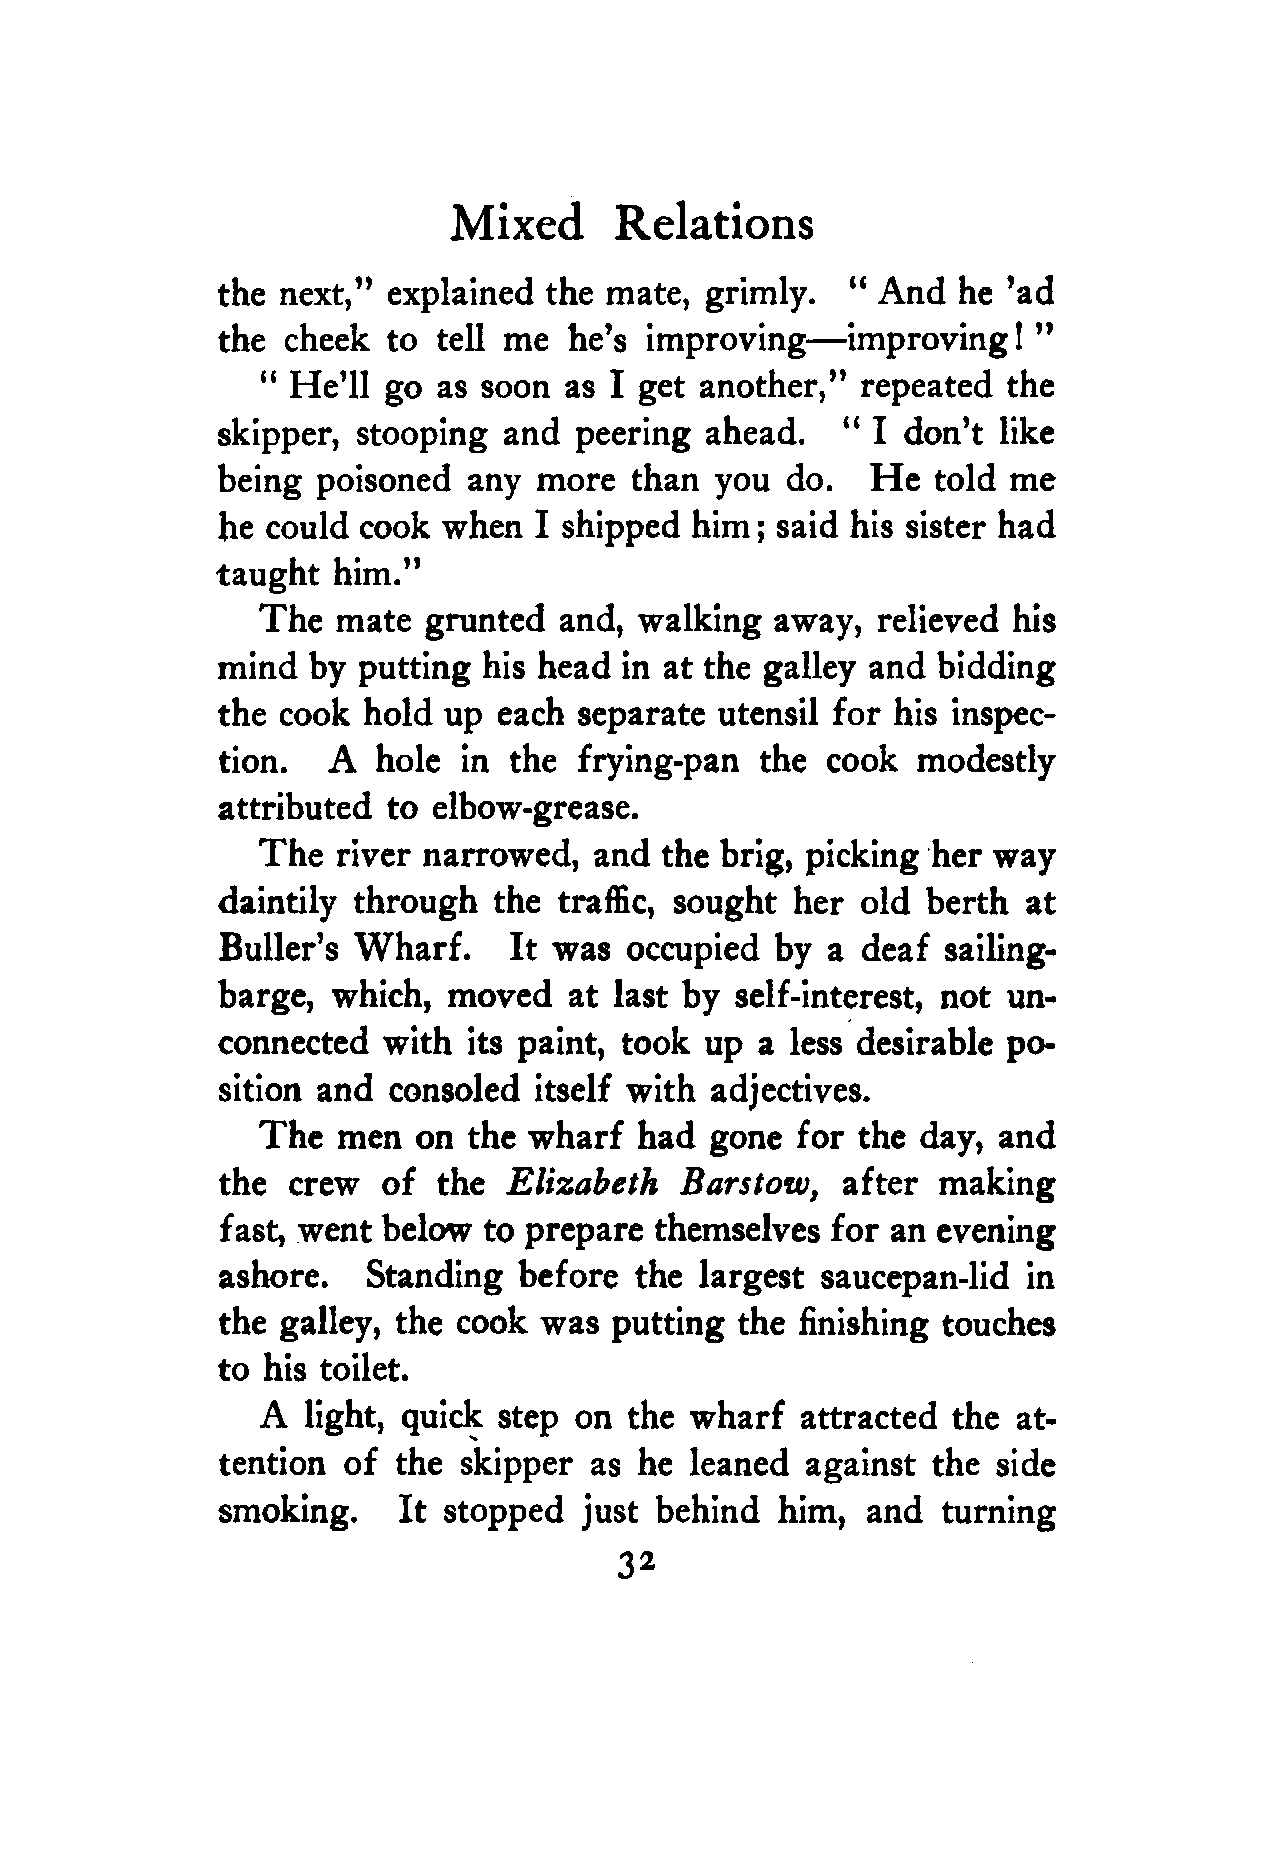 Mixed Relations
the next," explained the mate, grimly. " And he 'ad
the cheek to tell me he's improving—improving! "
" He'll go as soon as I get another," repeated the
skipper, stooping and peering ahead. " I don't like
being poisoned any more than you do. He told me
he could cook when I shipped him; said his sister had
taught him."
The mate grunted and, walking away, relieved his
mind by putting his head in at the galley and bidding
the cook hold up each separate utensil for his inspec-
tion. A hole in the frying-pan the cook modestly
attributed to elbow-grease.
The river narrowed, and the brig, picking her way
daintily through the traffic, sought her old berth at
Buller's Wharf. It was occupied by a deaf sailing-
barge, which, moved at last by self-interest, not un-
connected with its paint, took up a less desirable po-
sition and consoled itself with adjectives.
The men on the wharf had gone for the day, and
the crew of the Elizabeth Barstow, after making
fast, went below to prepare themselves for an evening
ashore. Standing before the largest saucepan-lid in
the galley, the cook was putting the finishing touches
to his toilet.
A light, quick step on the wharf attracted the at-
tention of the skipper as he leaned against the side
smoking. It stopped just behind him, and turning
32